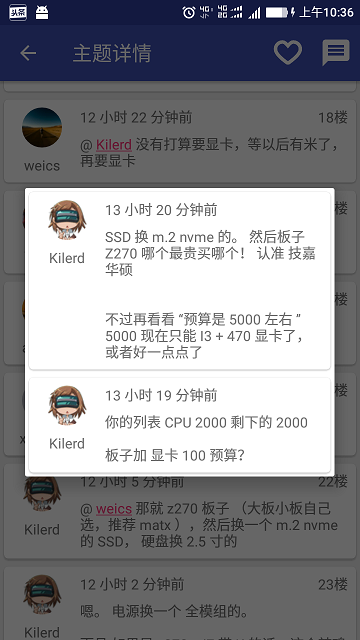 头条
4G
4G
2G
上午10:36
主题详情
12 小时 22 分钟前
18楼
weics
@ Kilerd 没有打算要显卡，等以后有米了，
再要显卡
楼
13 小时 20 分钟前
Kilerd
SSD 换 m.2 nvme 的。 然后板子
Z270 哪个最贵买哪个！ 认准 技嘉
华硕
不过再看看 “预算是 5000 左右 ”
5000 现在只能 I3 + 470 显卡了，
或者好一点点了
楼
13 小时 19 分钟前
Kilerd
你的列表 CPU 2000 剩下的 2000
板子加 显卡 100 预算？
12 小时 5 分钟前
22楼
Kilerd
@ weics 那就 z270 板子 （大板小板自己
选，推荐 matx ），然后换一个 m.2 nvme
的 SSD， 硬盘换 2.5 寸的
12 小时 2 分钟前
23楼
Kilerd
嗯。 电源换一个 全模组的。